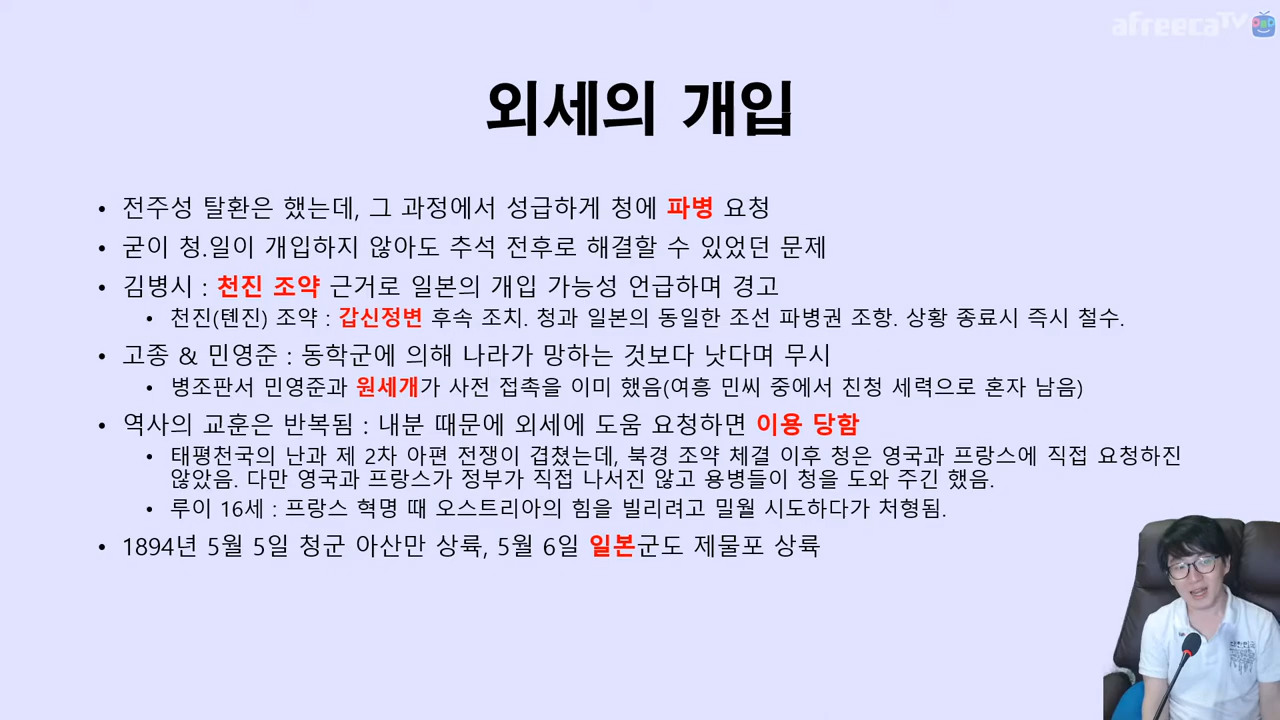 afreecaTV
외세의 개입
• 전주성 탈환은 했는데, 그 과정에서 성급하게 청에 파병 요청
• 굳이 청.일이 개입하지 않아도 추석 전후로 해결할 수 있었던 문제
• 김병시 : 천진 조약 근거로 일본의 개입 가능성 언급하며 경고
• 천진(톈진) 조약 : 갑신정변 후속 조치. 청과 일본의 동일한 조선 파병권 조항. 상황 종료시 즉시 철수.
• 고종 & 민영준 : 동학군에 의해 나라가 망하는 것보다 낫다며 무시
• 병조판서 민영준과 원세개가 사전 접촉을 이미 했음(여흥 민씨 중에서 친청 세력으로 혼자 남음)
• 역사의 교훈은 반복됨 : 내분 때문에 외세에 도움 요청하면 이용 당함
• 태평천국의 난과 제 2차 아편 전쟁이 겹쳤는데, 북경 조약 체결 이후 청은 영국과 프랑스에 직접 요청하진
않았음. 다만 영국과 프랑스가 정부가 직접 나서진 않고 용병들이 청을 도와 주긴 했음.
• 루이 16세 : 프랑스 혁명 때 오스트리아의 힘을 빌리려고 밀월 시도하다가 처형됨.
• 1894년 5월 5일 청군 아산만 상륙, 5월 6일 일본군도 제물포 상륙
대한민국